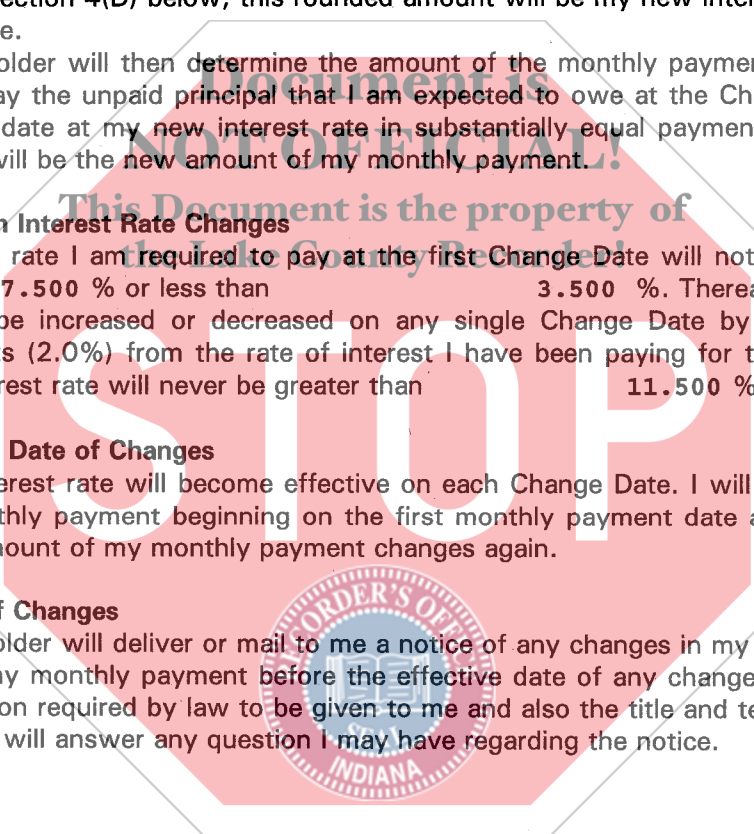 ection 4(D) below, this rounded amount will be my new inter
e.
older will then determine the amount of the monthly paymen
ay the unpaid principal that I am expected to owe at the Ch
date at my new interest rate in substantially equal paymen
will be the new amount of my monthly payment.
Document is
NOT OFFICIAL!
This Document is the property of
the Lake County Recorder!
n Interest Rate Changes
rate I am required to pay at the first Change Date will not
7.500 % or less than 3.500 %. Therea
be increased or decreased on any single Change Date by
ts (2.0%) from the rate of interest I have been paying for t
erest rate will never be greater than 11.500 %
STOP
Date of Changes
erest rate will become effective on each Change Date. I will
thly payment beginning on the first monthly payment date a
mount of my monthly payment changes again.
f Changes
older will deliver or mail to me a notice of any changes in my
ny monthly payment before the effective date of any change
on required by law to be given to me and also the title and te
will answer any question I may have regarding the notice.
RECORDER'S OFFICE
SEAL
INDIANA